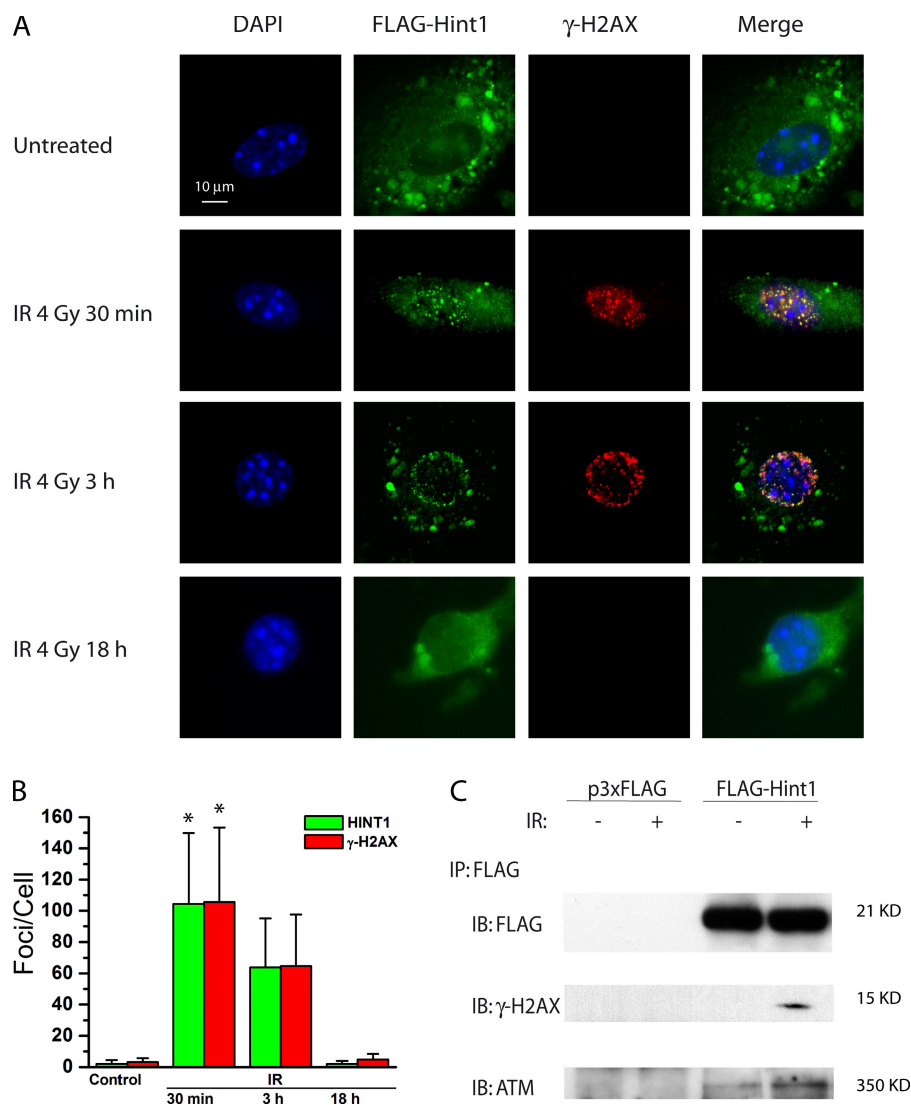 A
DAPI FLAG-Hint1 γ-H2AX Merge
Untreated
10 µm
IR 4 Gy 30 min
IR 4 Gy 3 h
IR 4 Gy 18 h
B
160
140
120
100
80
60
40
20
0
Foci/Cell
* *
HINT1
γ-H2AX
Control IR
30 min 3 h 18 h
C
p3xFLAG FLAG-Hint1
IR: - + - +
IP: FLAG
IB: FLAG 21 KD
IB: γ-H2AX 15 KD
IB: ATM 350 KD